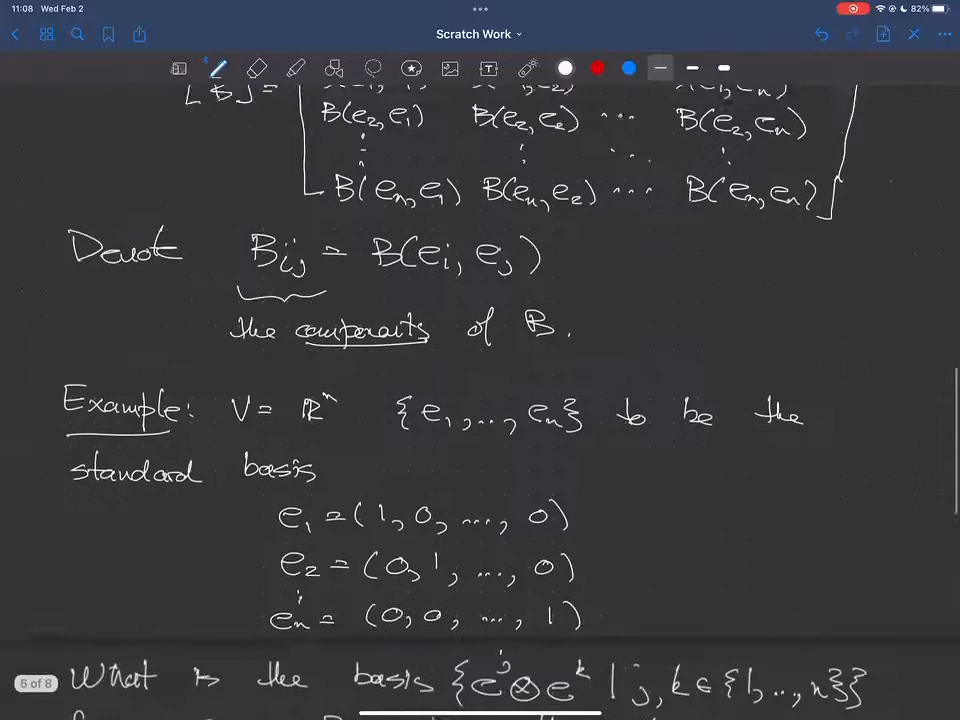 11:08 Wed Feb 2
82%
Scratch Work
[B] =
B(e₂, e₁) B(e₂, e₂) ... B(e₂, eₙ)
B(eₙ, e₁) B(eₙ, e₂) ... B(eₙ, eₙ)
Denote Bᵢⱼ = B(eᵢ, eⱼ)
the components of B.
Example: V = ℝⁿ {e₁, ..., eₙ} to be the
standard basis
e₁ = (1, 0, ..., 0)
e₂ = (0, 1, ..., 0)
eₙ = (0, 0, ..., 1)
5 of 8
What is the basis {eʲ ⊗ eᵏ | j, k ∈ {1, ..., n}}